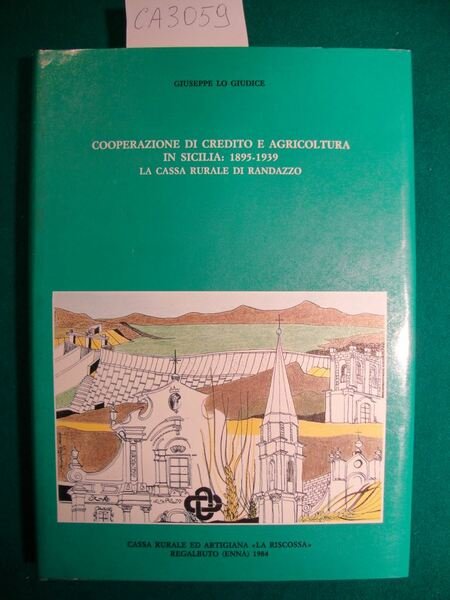 CA3059
GIUSEPPE LO GIUDICE
COOPERAZIONE DI CREDITO E AGRICOLTURA
IN SICILIA: 1895-1939
LA CASSA RURALE DI RANDAZZO
CASSA RURALE ED ARTIGIANA «LA RISCOSSA»
REGALBUTO (ENNA) 1984